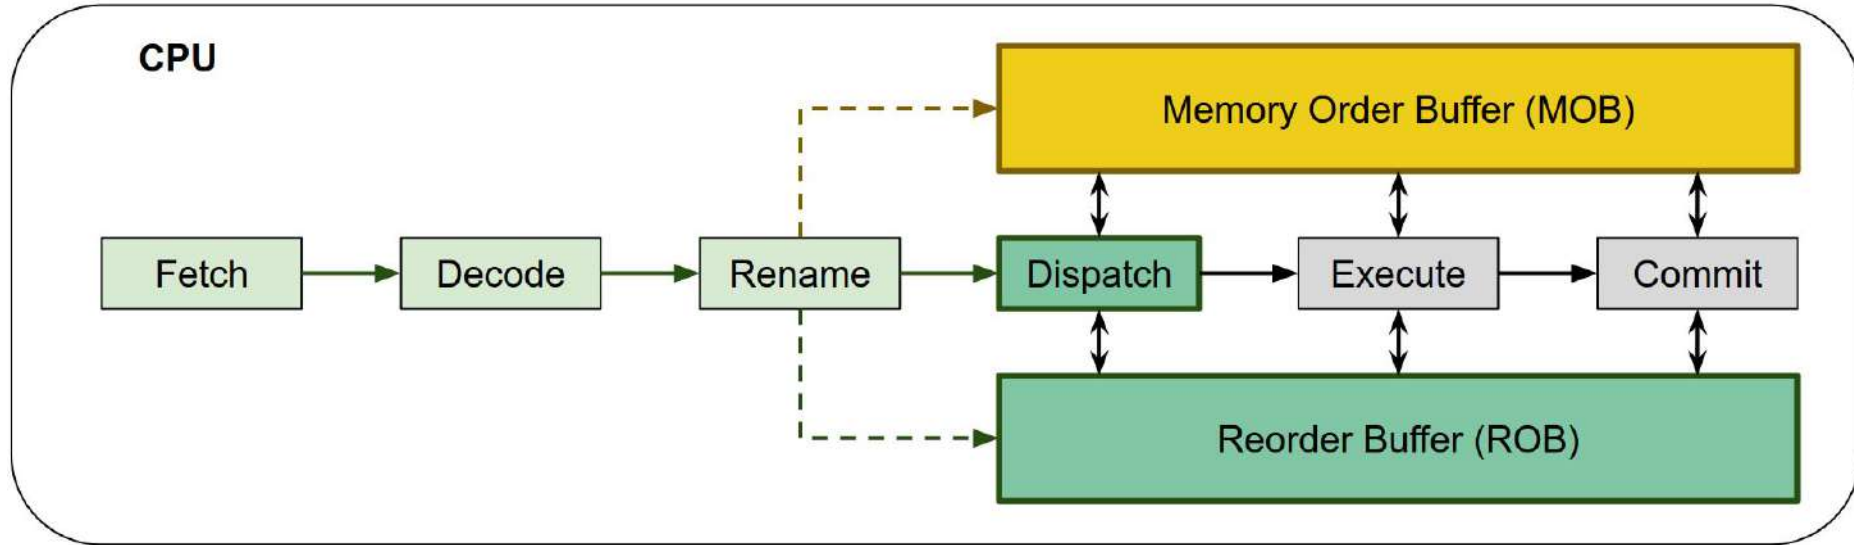 CPU
Memory Order Buffer (MOB)
Fetch
Decode
Rename
Dispatch
Execute
Commit
Reorder Buffer (ROB)